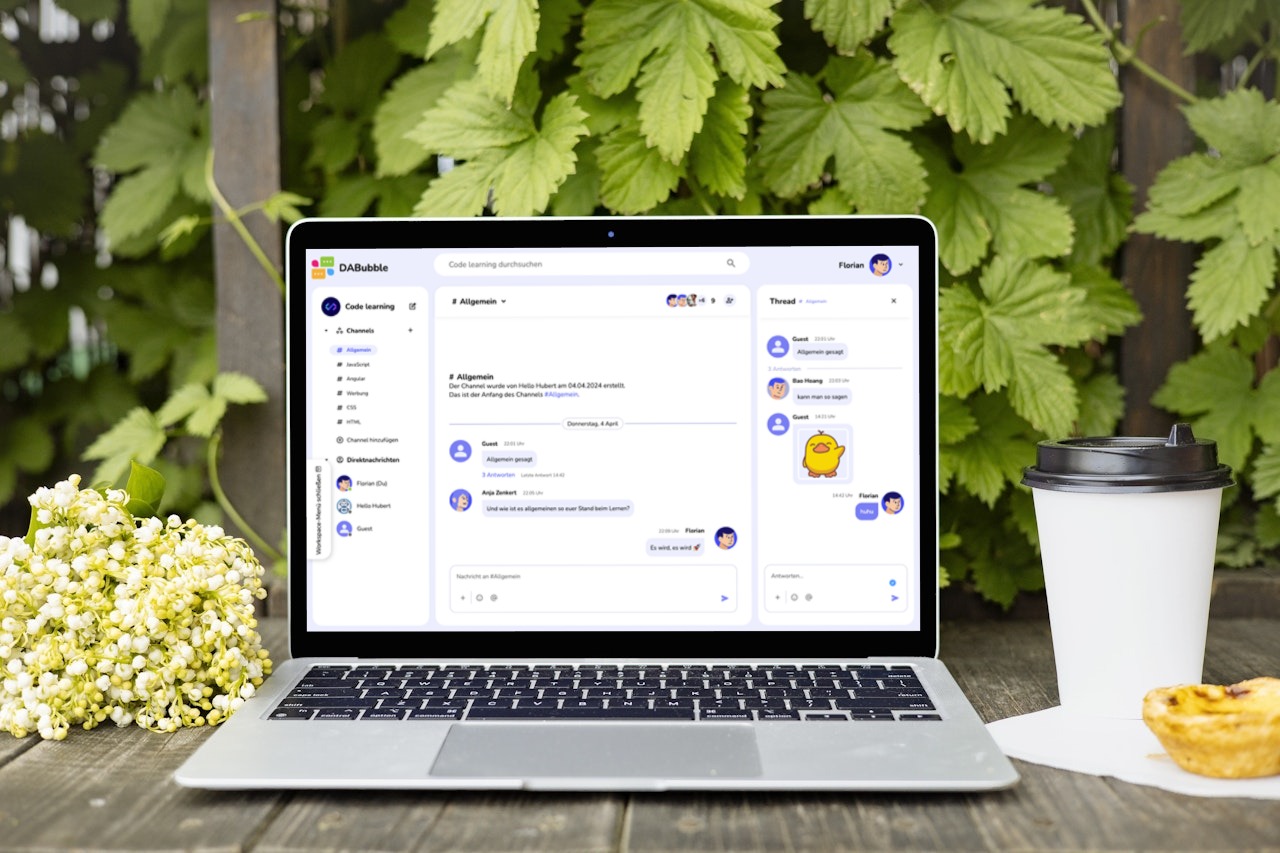 DABubble
Code learning durchsuchen
Florian
Code learning
Channels
# Allgemein
# JavaScript
# Angular
# Werbung
# CSS
# HTML
Channel hinzufügen
Direktnachrichten
Florian (Du)
Hello Hubert
Guest
Workspace-Menü schließen
# Allgemein
+6 9
# Allgemein
Der Channel wurde von Hello Hubert am 04.04.2024 erstellt.
Das ist der Anfang des Channels #Allgemein.
Donnerstag, 4 April
Guest 22:01 Uhr
Allgemein gesagt
3 Antworten Letzte Antwort 14:42
Anja Zenkert 22:05 Uhr
Und wie ist es allgemeinen so euer Stand beim Lernen?
Florian
Es wird, es wird 🚀
Nachricht an #Allgemein
Thread # Allgemein
Guest 22:01 Uhr
Allgemein gesagt
3 Antworten
Bao Hoang 22:03 Uhr
kann man so sagen
Guest 14:21 Uhr
14:42 Uhr Florian
huhu
Antworten...
delete
caps lock
return
shift
shift
fn
control
option
command
command
option